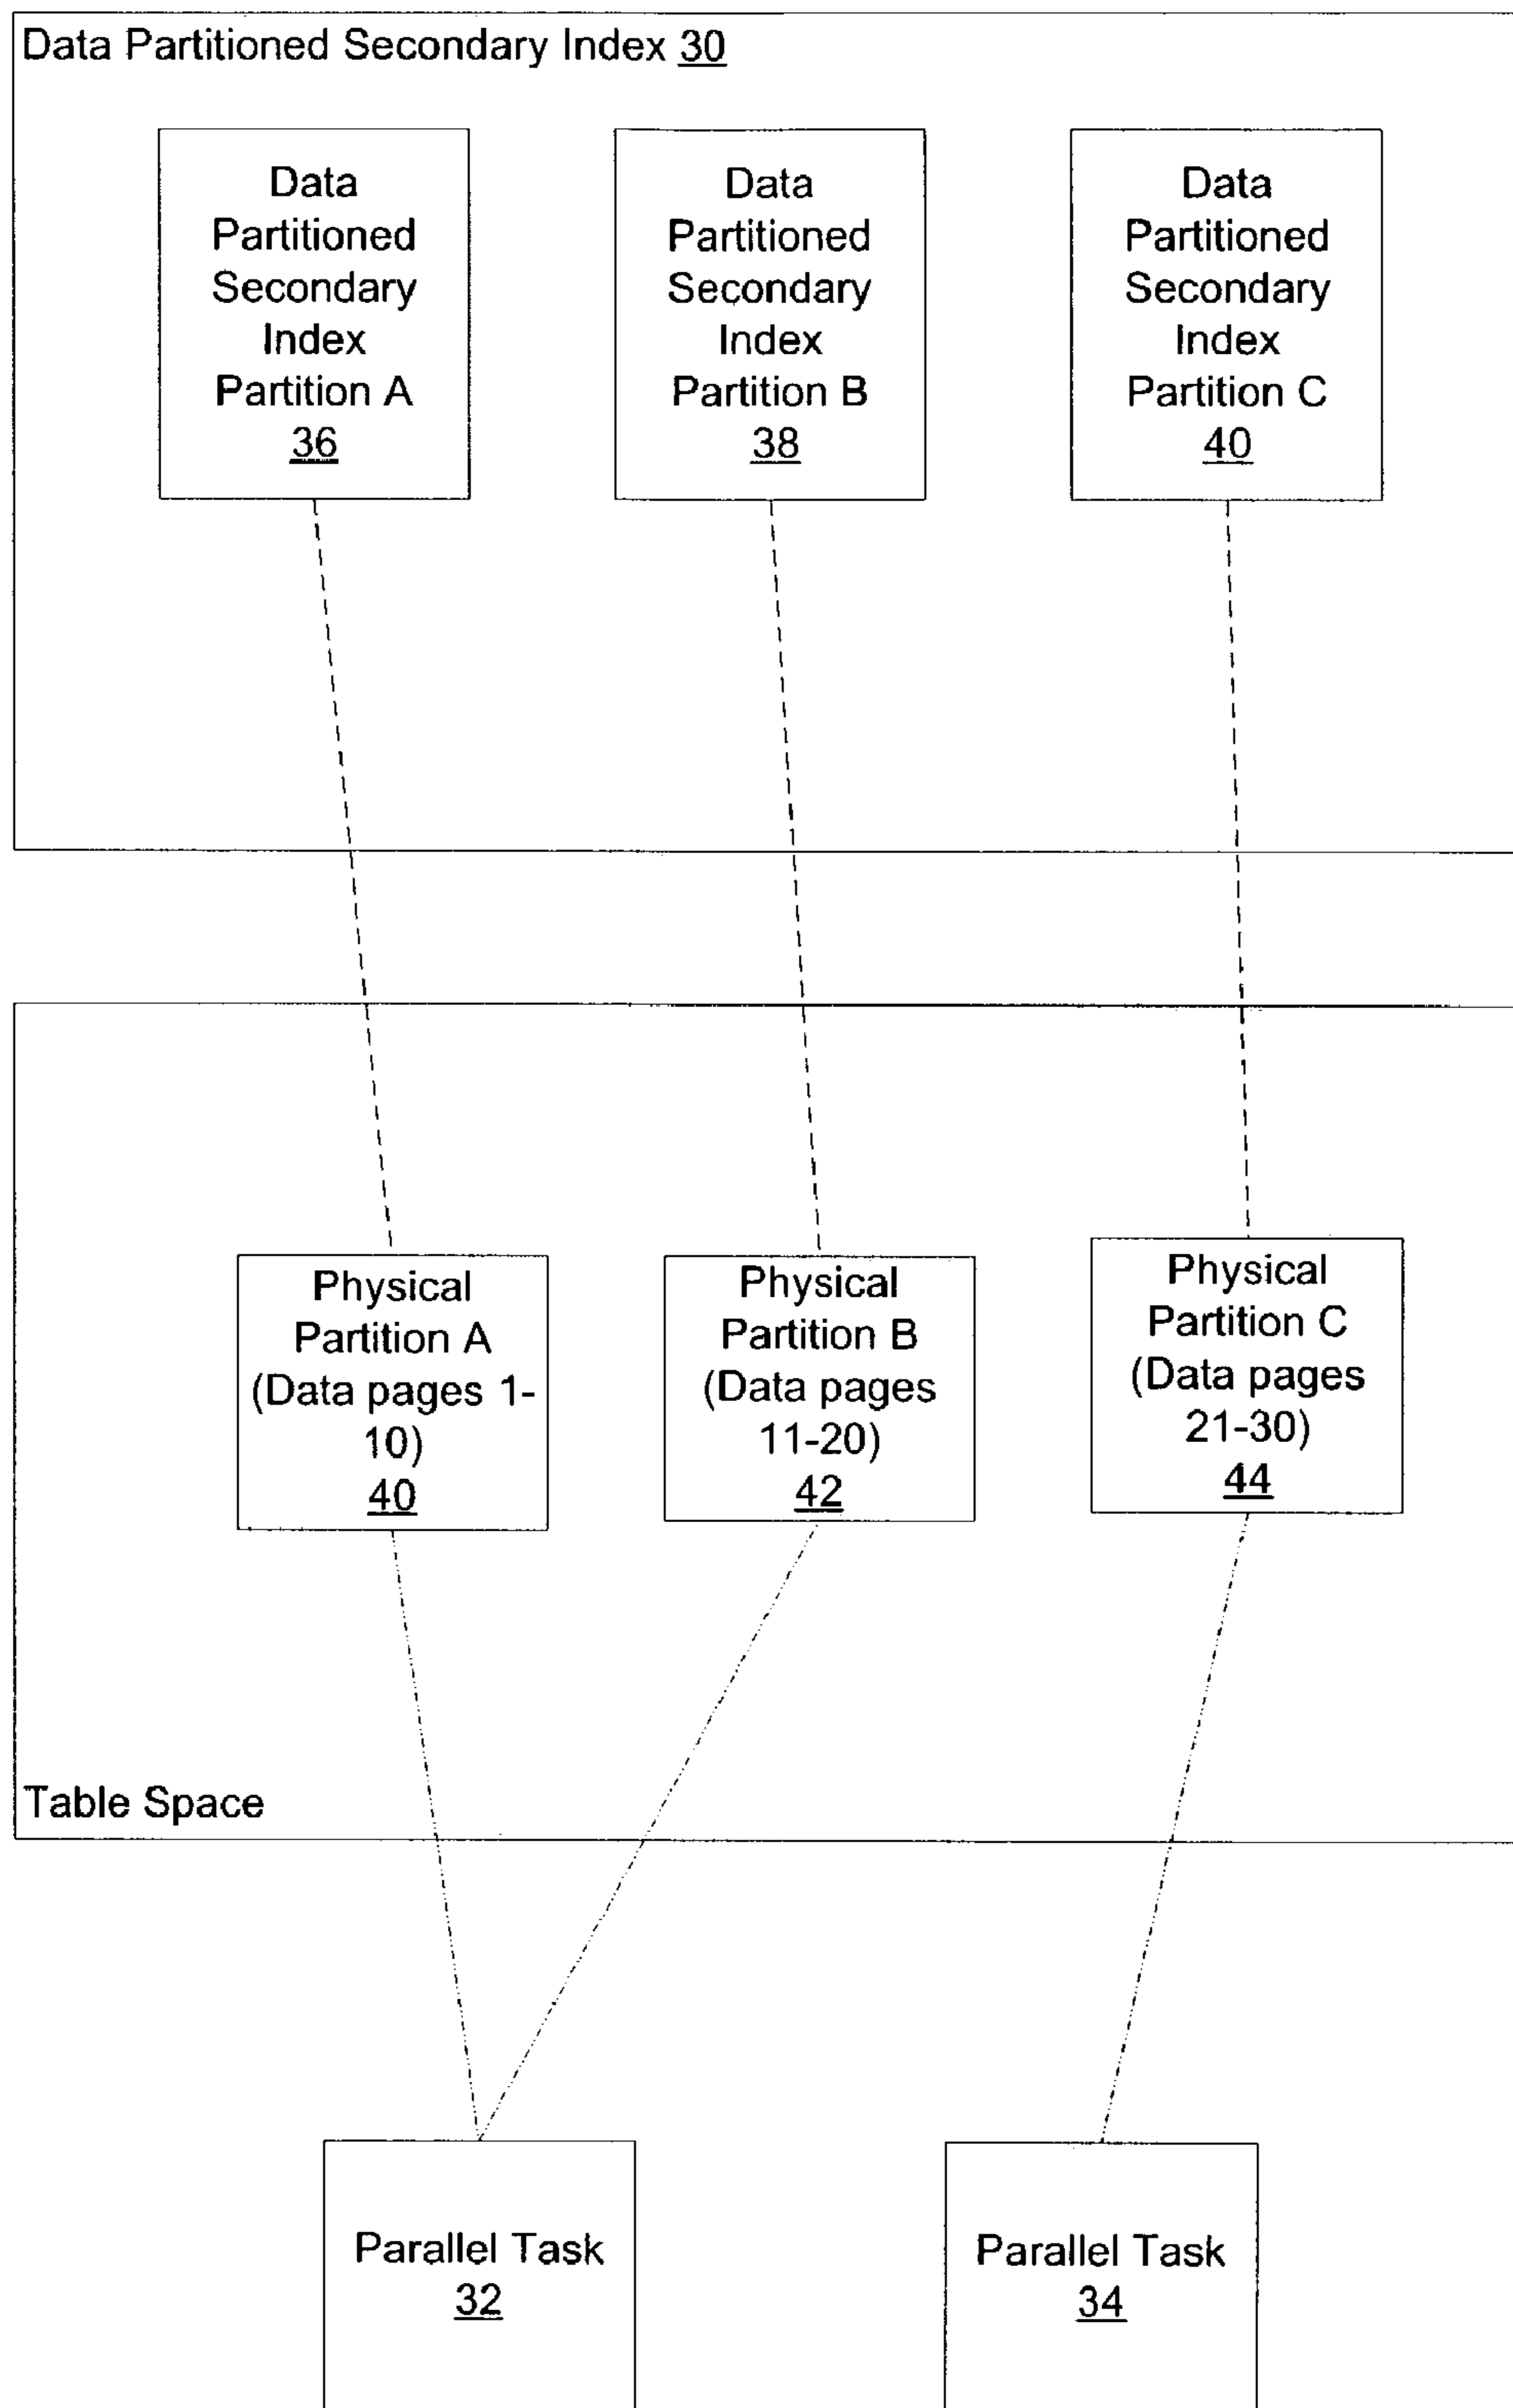 Data Partitioned Secondary Index 30
Data
Partitioned
Secondary
Index
Partition A
36
Data
Partitioned
Secondary
Index
Partition B
38
Data
Partitioned
Secondary
Index
Partition C
40
Physical
Partition A
(Data pages 1-
10)
40
Physical
Partition B
(Data pages
11-20)
42
Physical
Partition C
(Data pages
21-30)
44
Table Space
Parallel Task
32
Parallel Task
34